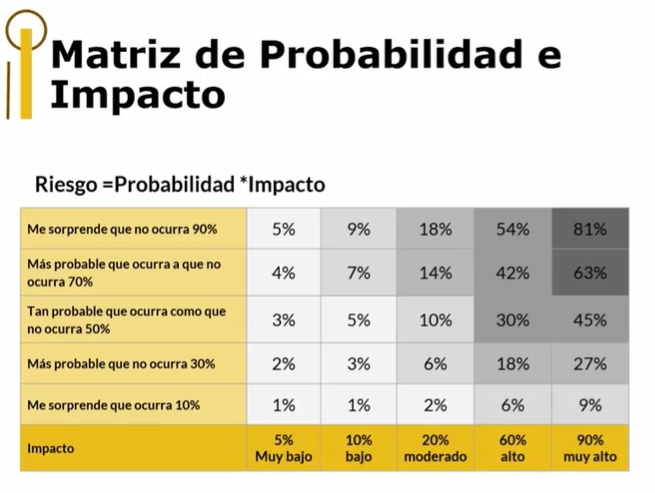 Matriz de Probabilidad e
Impacto
Riesgo =Probabilidad *Impacto
Me sorprende que no ocurra 90% 5% 9% 18% 54% 81%
Más probable que ocurra a que no
ocurra 70% 4% 7% 14% 42% 63%
Tan probable que ocurra como que
no ocurra 50% 3% 5% 10% 30% 45%
Más probable que no ocurra 30% 2% 3% 6% 18% 27%
Me sorprende que ocurra 10% 1% 1% 2% 6% 9%
Impacto 5% 10% 20% 60% 90%
Muy bajo bajo moderado alto muy alto